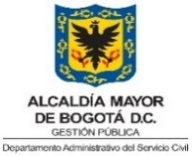 ALCALDÍA MAYOR
DE BOGOTÁ D.C.
GESTIÓN PÚBLICA
Departamento Administrativo del Servicio Civil